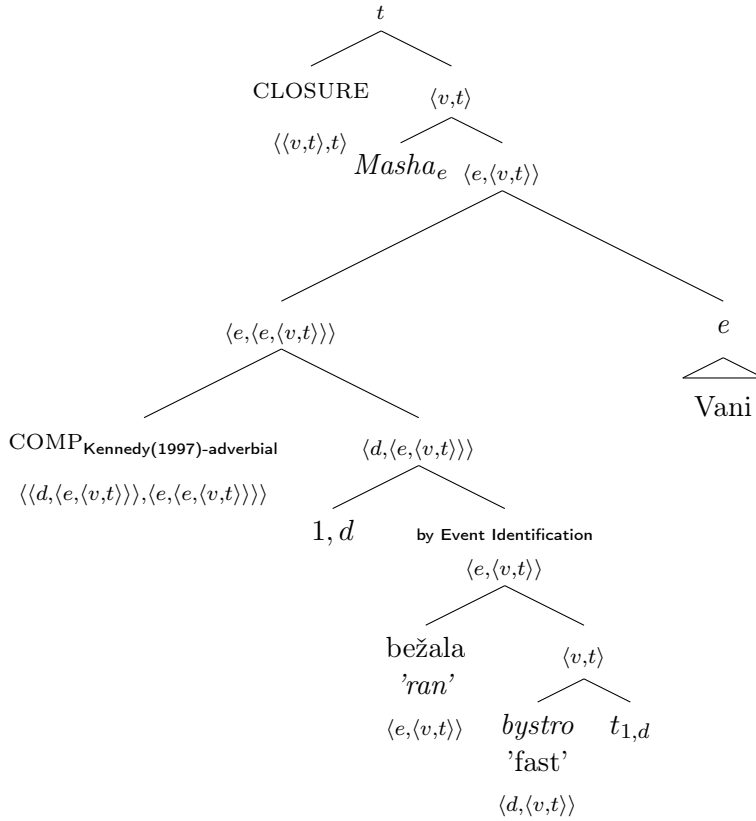 t
CLOSURE ⟨v,t⟩
⟨⟨v,t⟩,t⟩
Masha_e ⟨e,⟨v,t⟩⟩
⟨e,⟨e,⟨v,t⟩⟩⟩ e
Vani
COMP_Kennedy(1997)-adverbial ⟨d,⟨e,⟨v,t⟩⟩⟩
⟨⟨d,⟨e,⟨v,t⟩⟩⟩,⟨e,⟨e,⟨v,t⟩⟩⟩⟩
1, d by Event Identification
⟨e,⟨v,t⟩⟩
bežala ⟨v,t⟩
'ran'
⟨e,⟨v,t⟩⟩ bystro t_1,d
'fast'
⟨d,⟨v,t⟩⟩